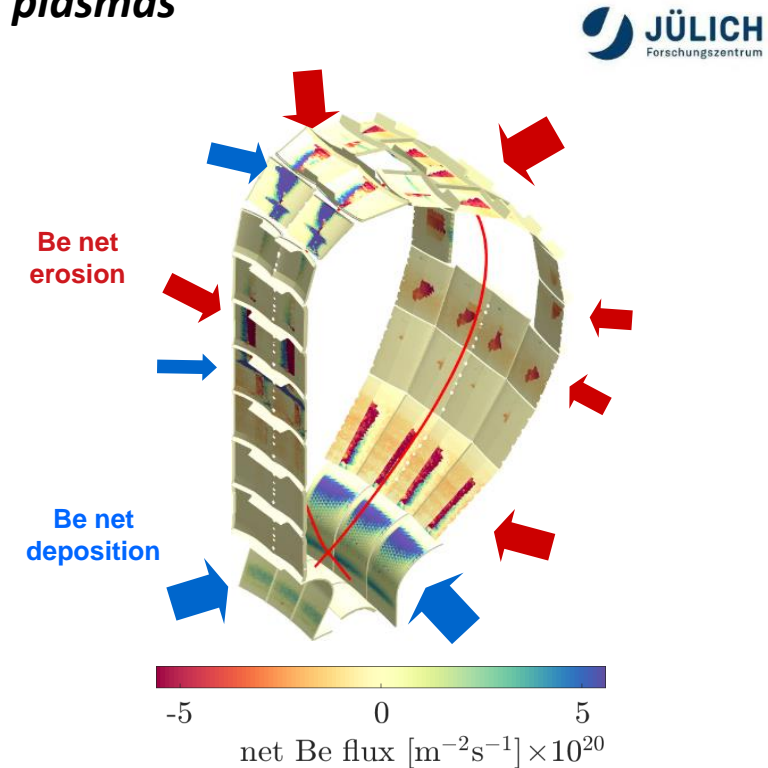 plasmas
JÜLICH
Forschungszentrum
Be net
erosion
Be net
deposition
-5
0
5
net Be flux [m⁻²s⁻¹]×10²⁰